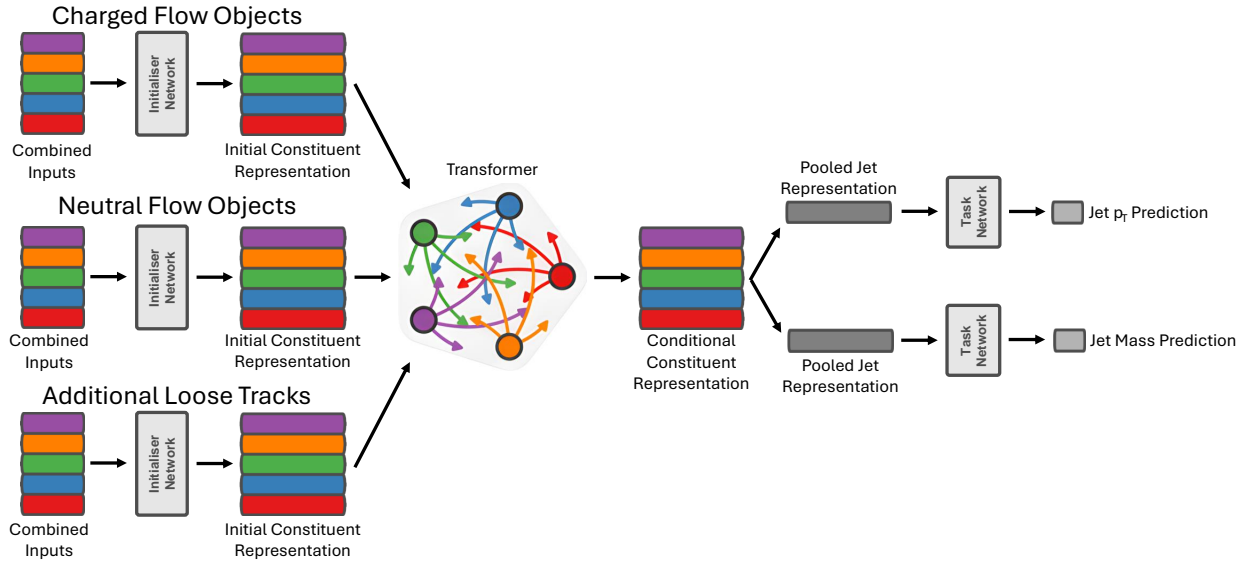 Charged Flow Objects
Initialiser
Network
Combined
Inputs
Initial Constituent
Representation
Neutral Flow Objects
Initialiser
Network
Combined
Inputs
Initial Constituent
Representation
Additional Loose Tracks
Initialiser
Network
Combined
Inputs
Initial Constituent
Representation
Transformer
Conditional
Constituent
Representation
Pooled Jet
Representation
Task
Network
Jet pT Prediction
Pooled Jet
Representation
Task
Network
Jet Mass Prediction